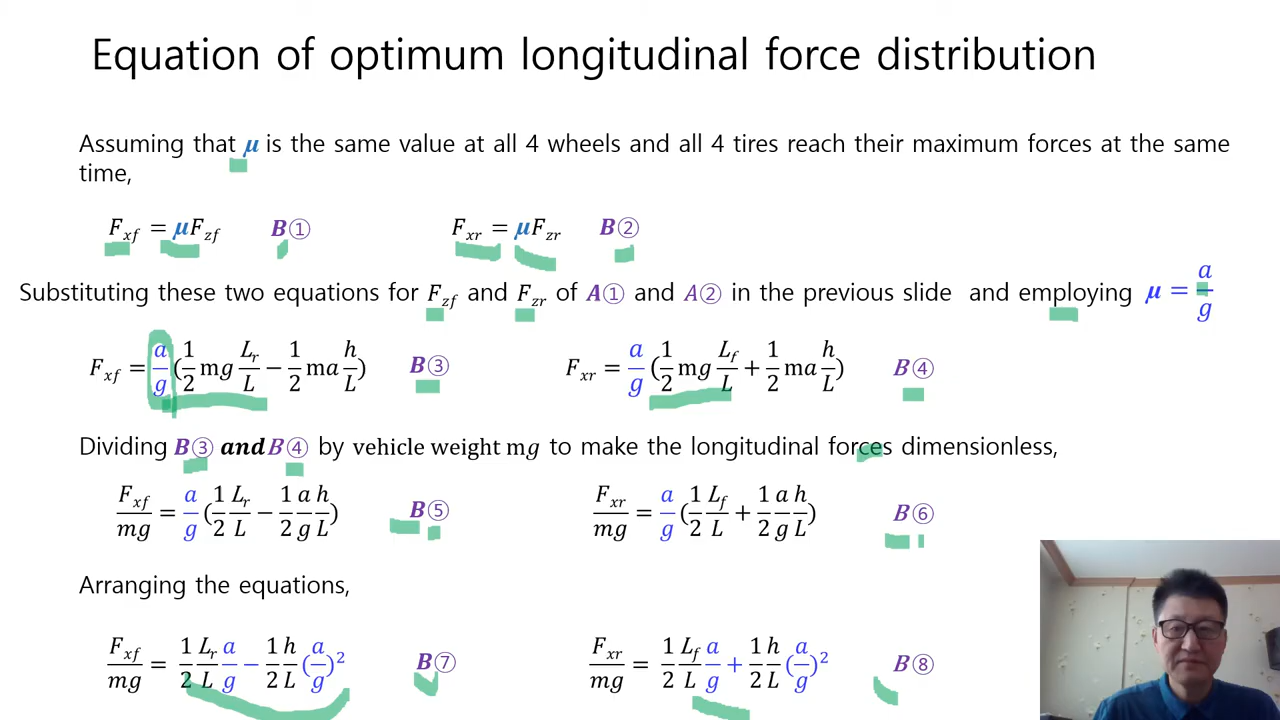 Equation of optimum longitudinal force distribution
Assuming that μ is the same value at all 4 wheels and all 4 tires reach their maximum forces at the same
time,
F_xf = μF_zf B① F_xr = μF_zr B②
Substituting these two equations for F_zf and F_zr of A① and A② in the previous slide and employing μ = a/g
F_xf = a/g (1/2 mg L_r/L − 1/2 ma h/L) B③ F_xr = a/g (1/2 mg L_f/L + 1/2 ma h/L) B④
Dividing B③ and B④ by vehicle weight mg to make the longitudinal forces dimensionless,
F_xf/mg = a/g (1/2 L_r/L − 1/2 a/g h/L) B⑤ F_xr/mg = a/g (1/2 L_f/L + 1/2 a/g h/L) B⑥
Arranging the equations,
F_xf/mg = 1/2 L_r/L a/g − 1/2 h/L (a/g)² B⑦ F_xr/mg = 1/2 L_f/L a/g + 1/2 h/L (a/g)² B⑧